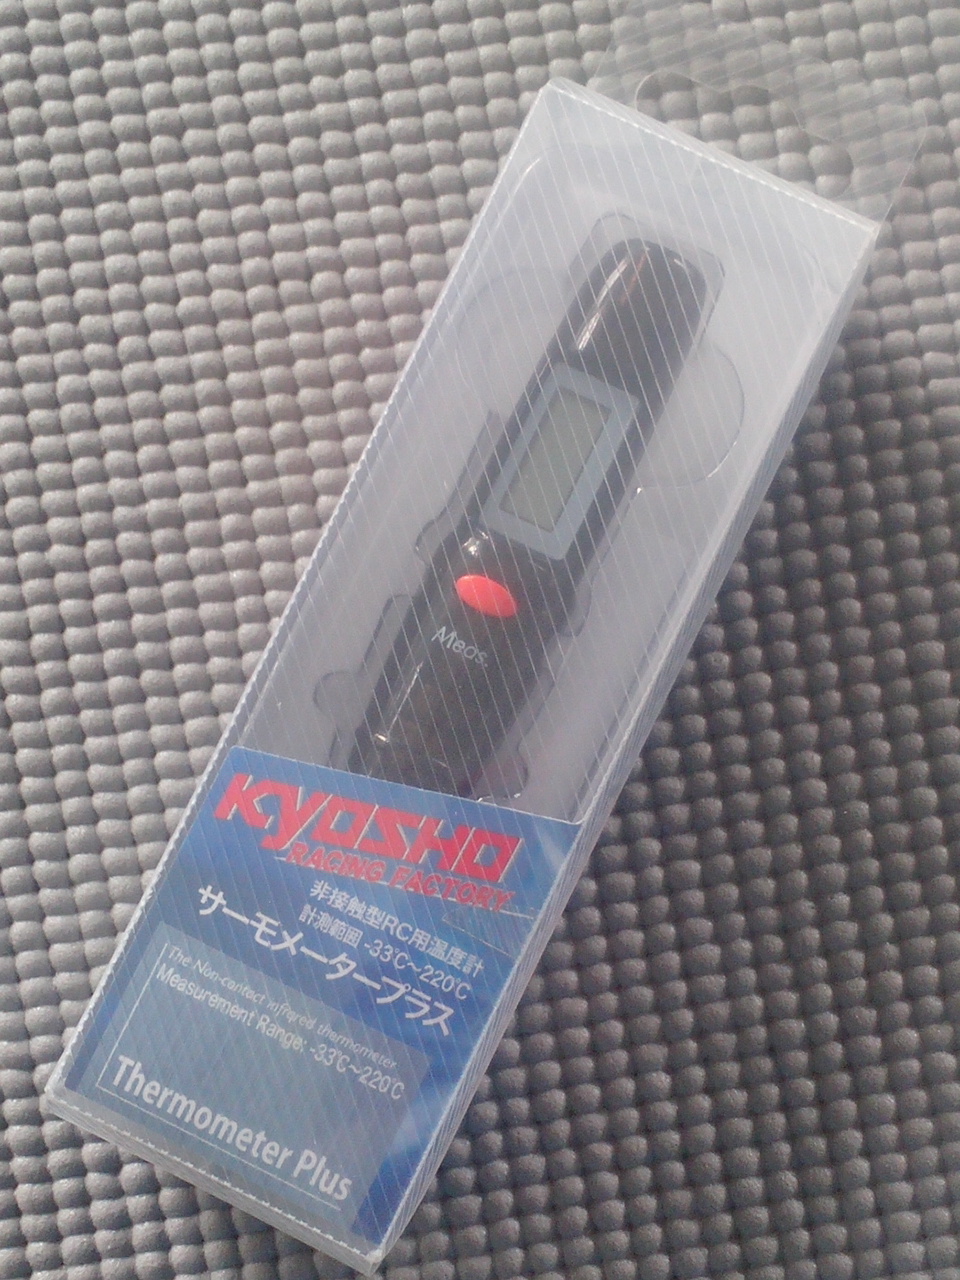 Meas.
KYOSHO
RACING FACTORY
非接触型RC用温度計
計測範囲 -33℃～220℃
サーモメータープラス
The Non-contact infrared thermometer
Measurement Range: -33℃～220℃
Thermometer Plus